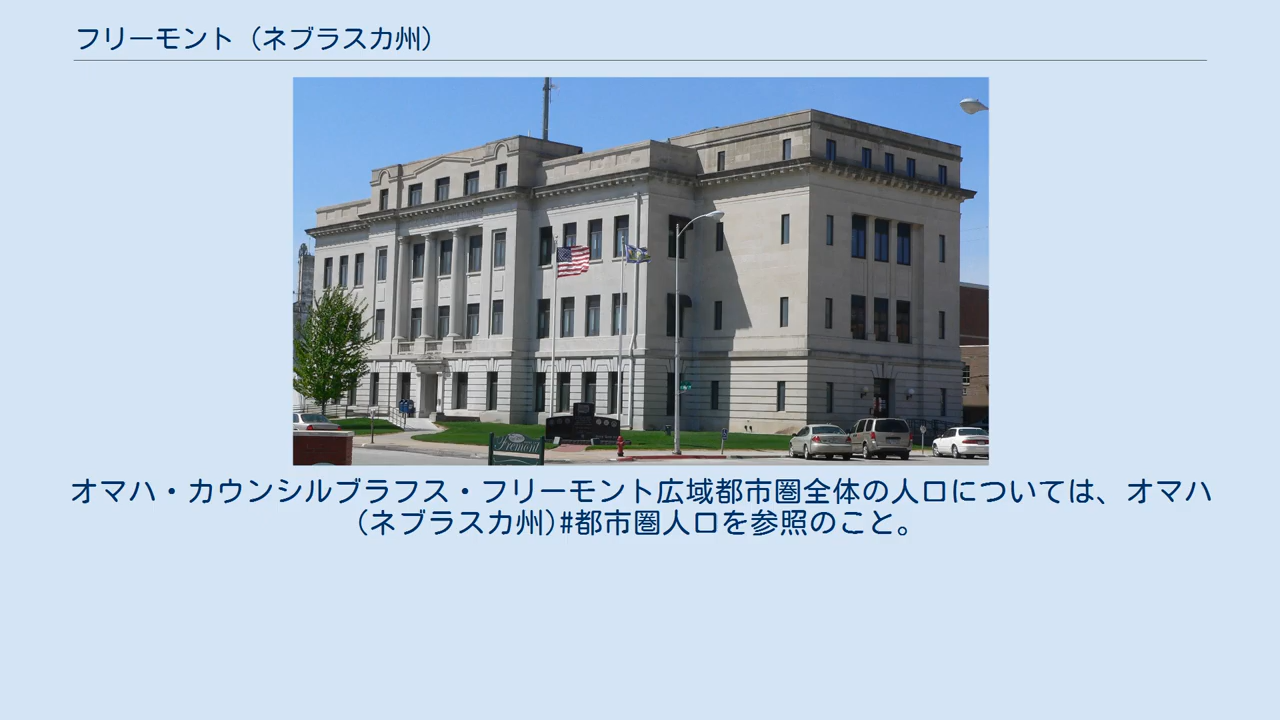 フリーモント（ネブラスカ州）
Fremont
オマハ・カウンシルブラフス・フリーモント広域都市圏全体の人口については、オマハ
(ネブラスカ州)#都市圏人口を参照のこと。